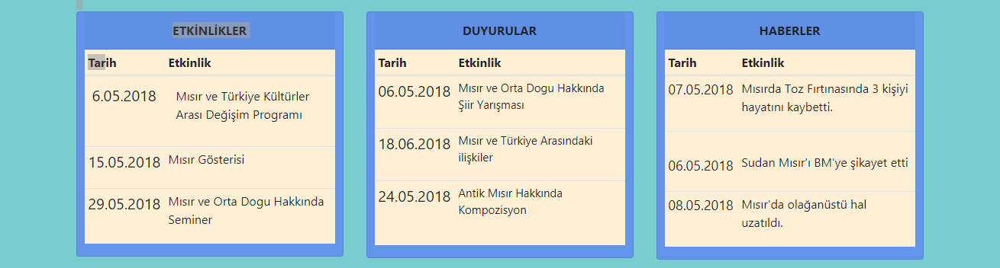 ETKİNLİKLER
Tarih Etkinlik
6.05.2018 Mısır ve Türkiye Kültürler
Arası Değişim Programı
15.05.2018 Mısır Gösterisi
29.05.2018 Mısır ve Orta Dogu Hakkında
Seminer
DUYURULAR
Tarih Etkinlik
06.05.2018 Mısır ve Orta Dogu Hakkında
Şiir Yarışması
18.06.2018 Mısır ve Türkiye Arasındaki
ilişkiler
24.05.2018 Antik Mısır Hakkında
Kompozisyon
HABERLER
Tarih Etkinlik
07.05.2018 Mısırda Toz Fırtınasında 3 kişiyi
hayatını kaybetti.
06.05.2018 Sudan Mısır'ı BM'ye şikayet etti
08.05.2018 Mısır'da olağanüstü hal
uzatıldı.